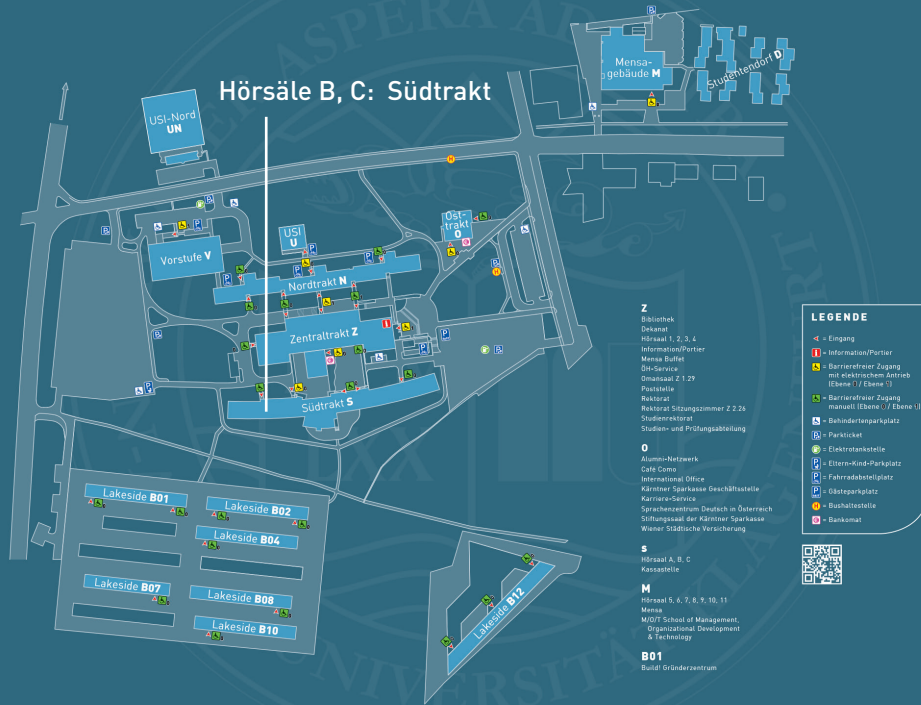 ASPERA AD A
Hörsäle B, C: Südtrakt
Mensa-
gebäude M
Studentendorf D
USI-Nord
UN
H
Ost-
trakt
O
USI
U
Vorstufe V
Nordtrakt N
Zentraltrakt Z
Südtrakt S
Lakeside B01
Lakeside B02
Lakeside B04
Lakeside B07
Lakeside B08
Lakeside B10
Lakeside B12
Z
Bibliothek
Dekanat
Hörsaal 1, 2, 3, 4
Information/Portier
Mensa Buffet
ÖH-Service
Omansaal Z.1.29
Poststelle
Rektorat
Rektorat Sitzungszimmer Z.2.26
Studienrektorat
Studien- und Prüfungsabteilung
O
Alumni-Netzwerk
Café Como
International Office
Kärntner Sparkasse Geschäftsstelle
Karriere-Service
Sprachenzentrum Deutsch in Österreich
Stiftungssaal der Kärntner Sparkasse
Wiener Städtische Versicherung
S
Hörsaal A, B, C
Kassastelle
M
Hörsaal 5, 6, 7, 8, 9, 10, 11
Mensa
M/O/T School of Management,
Organizational Development
& Technology
B01
Build! Gründerzentrum
LEGENDE
= Eingang
= Information/Portier
= Barrierefreier Zugang
mit elektrischem Antrieb
= Barrierefreier Zugang
= Behindertenparkplatz
= Parkticket
= Elektrotankstelle
= Eltern-Kind-Parkplatz
= Fahrradabstellplatz
= Gästeparkplatz
= Bushaltestelle
= Bankomat